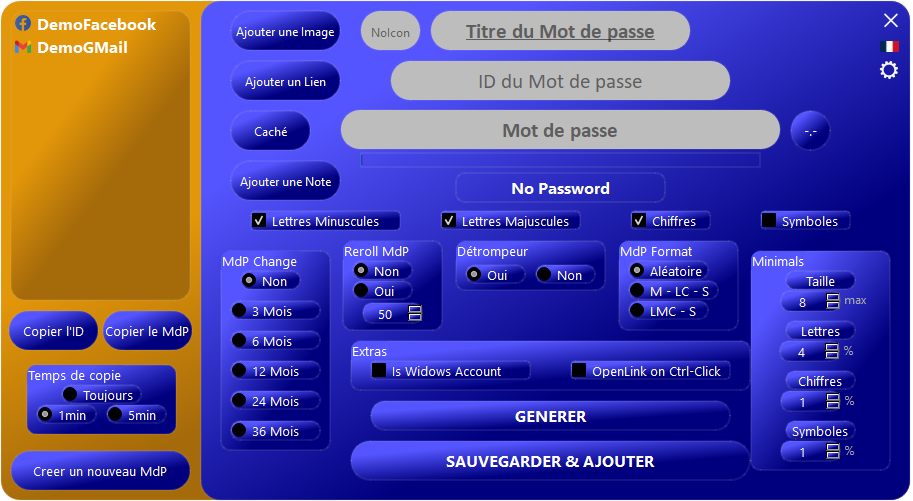 DemoFacebook
DemoGMail
Copier l'ID
Copier le MdP
Temps de copie
Toujours
1min
5min
Creer un nouveau MdP
Ajouter une Image
NoIcon
Titre du Mot de passe
Ajouter un Lien
ID du Mot de passe
Caché
Mot de passe
-.-
Ajouter une Note
No Password
Lettres Minuscules
Lettres Majuscules
Chiffres
Symboles
MdP Change
Non
3 Mois
6 Mois
12 Mois
24 Mois
36 Mois
Reroll MdP
Non
Oui
50
Détrompeur
Oui
Non
MdP Format
Aléatoire
M - LC - S
LMC - S
Minimals
Taille
8 max
Lettres
4 %
Chiffres
1 %
Symboles
1 %
Extras
Is Widows Account
OpenLink on Ctrl-Click
GENERER
SAUVEGARDER & AJOUTER